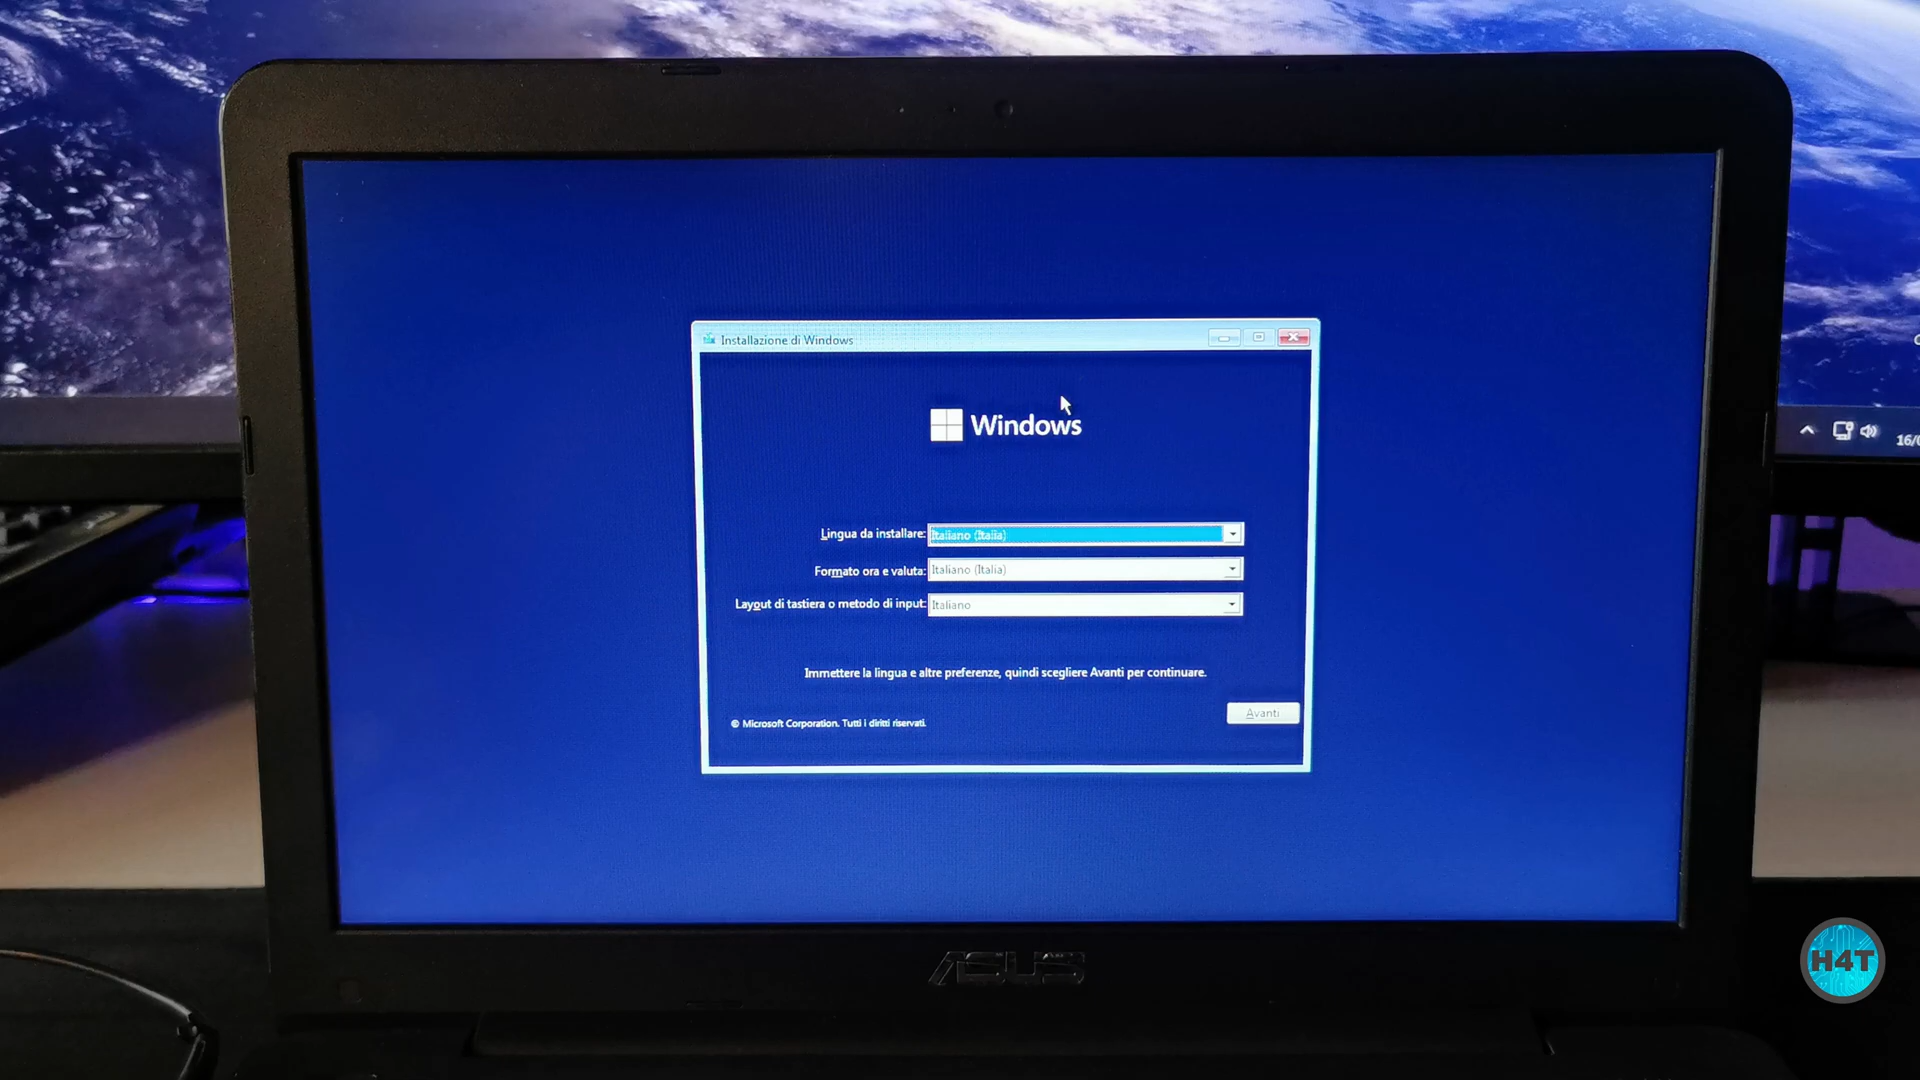 Installazione di Windows
Windows
Lingua da installare: Italiano (Italia)
Formato ora e valuta: Italiano (Italia)
Layout di tastiera o metodo di input: Italiano
Immettere la lingua e altre preferenze, quindi scegliere Avanti per continuare.
Avanti
© Microsoft Corporation. Tutti i diritti riservati.
16/0
ASUS
H4T